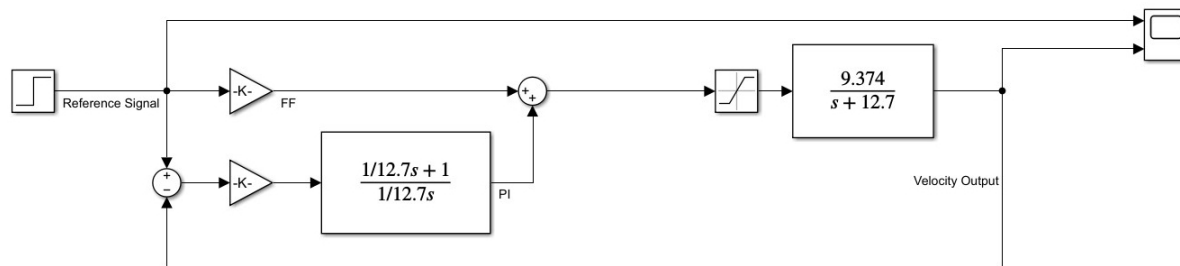 Reference Signal
-K-
FF
+
+
9.374
s + 12.7
+
−
-K-
1/12.7s + 1
1/12.7s
PI
Velocity Output